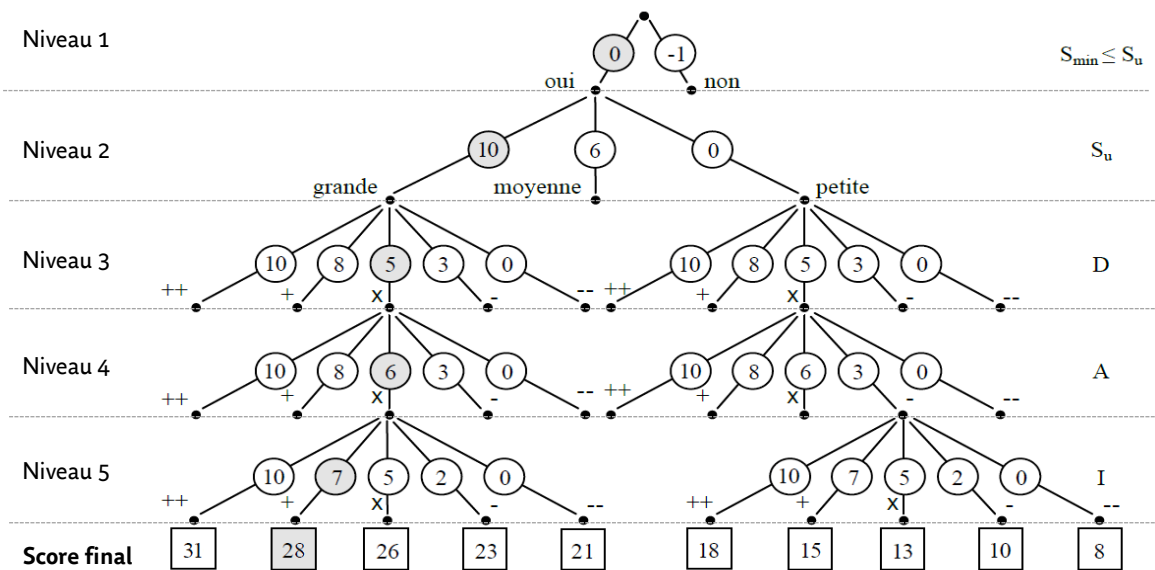 Niveau 1
0 -1
S_min ≤ S_u
oui non
Niveau 2
10 6 0
S_u
grande moyenne petite
Niveau 3
10 8 5 3 0 10 8 5 3 0
D
++ + x - -- ++ + x - --
Niveau 4
10 8 6 3 0 10 8 6 3 0
A
++ + x - -- ++ + x - --
Niveau 5
10 7 5 2 0 10 7 5 2 0
I
++ + x - -- ++ + x - --
Score final 31 28 26 23 21 18 15 13 10 8